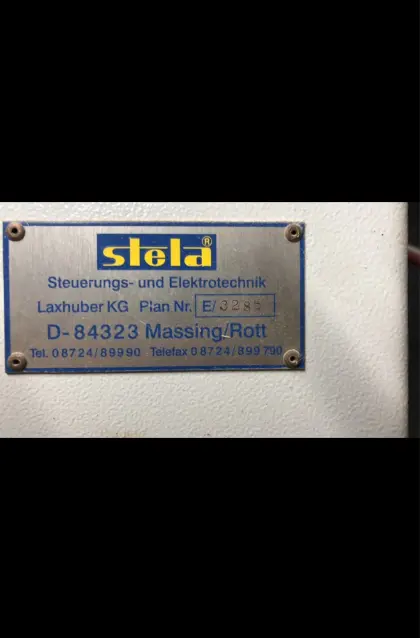 stela®
Steuerungs- und Elektrotechnik
Laxhuber KG Plan Nr. E/
D-84323 Massing/Rott
Tel. 08724/89990 Telefax 08724/899790